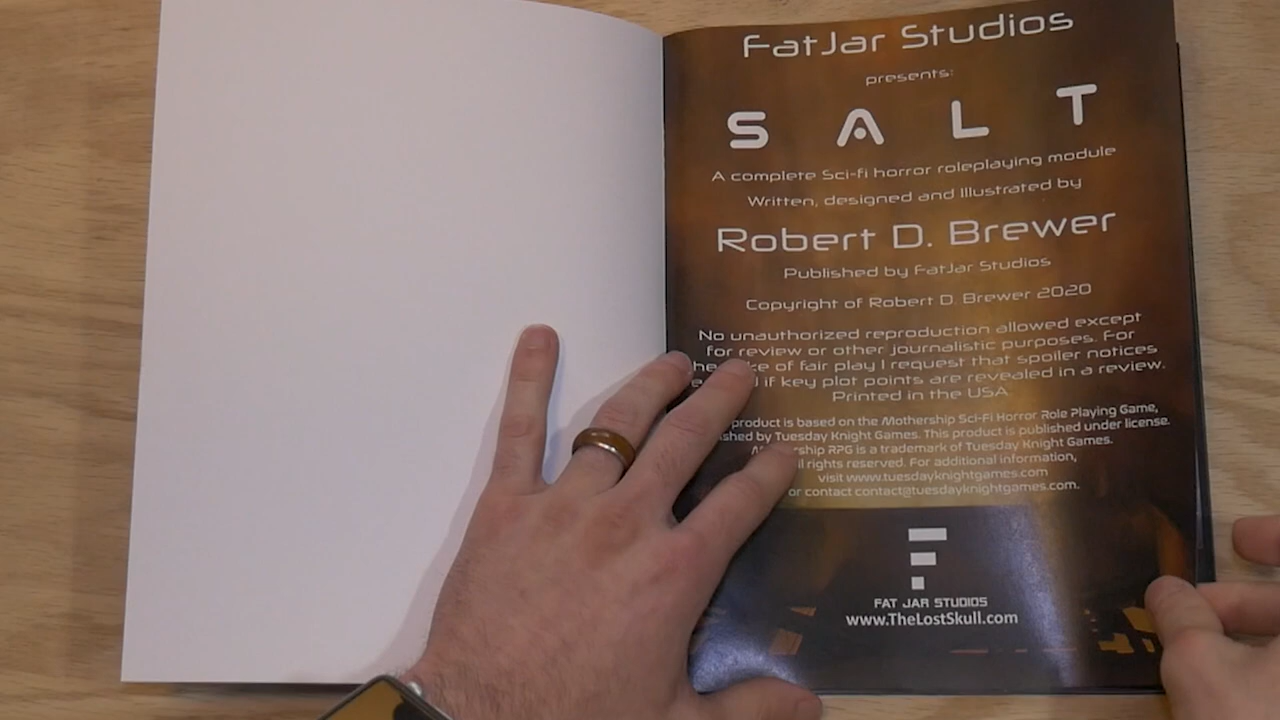 FatJar Studios
presents:
SALT
A complete Sci-fi horror roleplaying module
Written, designed and Illustrated by
Robert D. Brewer
Published by FatJar Studios
Copyright of Robert D. Brewer 2020
No unauthorized reproduction allowed except
for review or other journalistic purposes. For
of fair play I request that spoiler notices
if key plot points are revealed in a review.
Printed in the USA.
product is based on the Mothership Sci-Fi Horror Role Playing Game,
by Tuesday Knight Games. This product is published under license.
RPG is a trademark of Tuesday Knight Games.
rights reserved. For additional information,
visit www.tuesdayknightgames.com
or contact contact@tuesdayknightgames.com.
FAT JAR STUDIOS
www.TheLostSkull.com